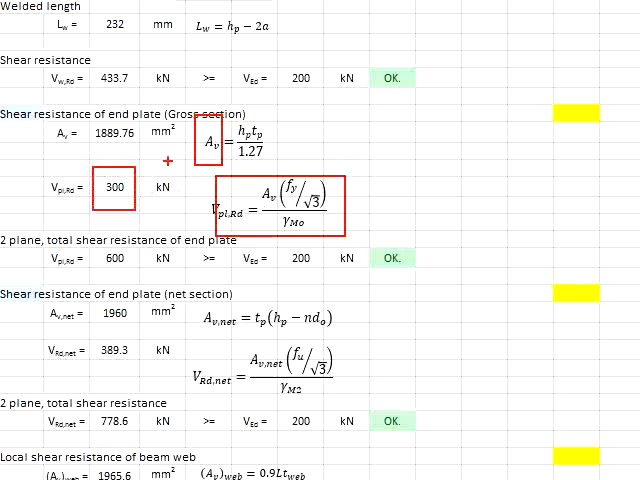 Welded length
Lw = 232 mm Lw = hp − 2a
Shear resistance
Vw,Rd = 433.7 kN >= VEd = 200 kN OK.
Shear resistance of end plate (Gross section)
Av = 1889.76 mm² Av = hptp / 1.27
+
Vpl,Rd = 300 kN Vpl,Rd = Av (fy/√3) / γM0
2 plane, total shear resistance of end plate
Vpl,Rd = 600 kN >= VEd = 200 kN OK.
Shear resistance of end plate (net section)
Av,net = 1960 mm² Av,net = tp(hp − ndo)
VRd,net = 389.3 kN VRd,net = Av,net (fu/√3) / γM2
2 plane, total shear resistance
VRd,net = 778.6 kN >= VEd = 200 kN OK.
Local shear resistance of beam web
(Av)web = 1965.6 mm² (Av)web = 0.9Ltweb